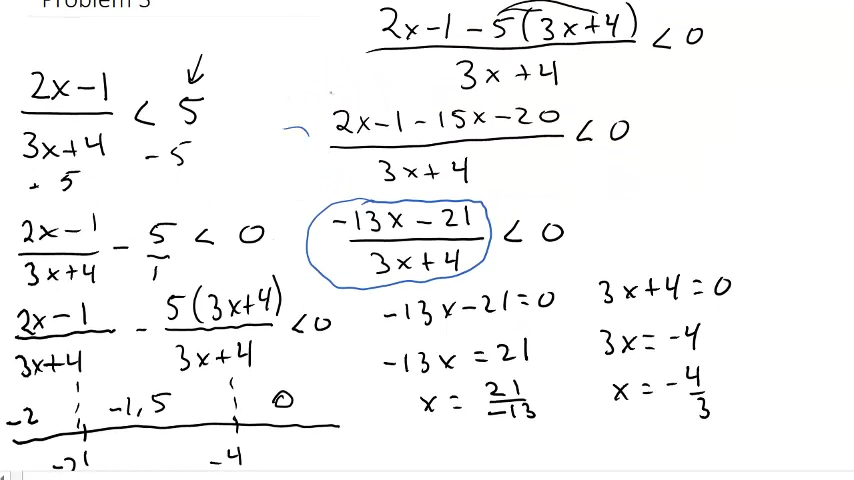 Problem 3
2x-1/3x+4 < 5
- 5 - 5
2x-1/3x+4 - 5/1 < 0
2x-1/3x+4 - 5(3x+4)/3x+4 < 0
-2 -1,5 0
-21 -4
2x-1-5(3x+4)/3x+4 < 0
2x-1-15x-20/3x+4 < 0
-13x-21/3x+4 < 0
-13x-21=0
-13x=21
x=21/-13
3x+4=0
3x=-4
x=-4/3